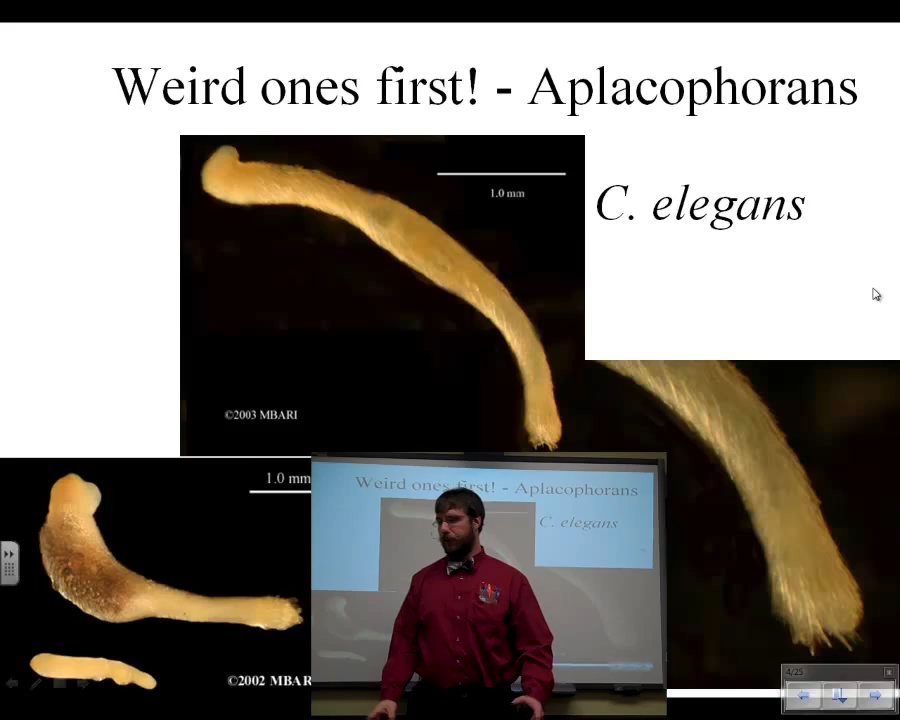 Weird ones first! - Aplacophorans
1.0 mm
C. elegans
©2003 MBARI
1.0 mm
Weird ones first! - Aplacophorans
C. elegans
©2002 MBAR
4/25